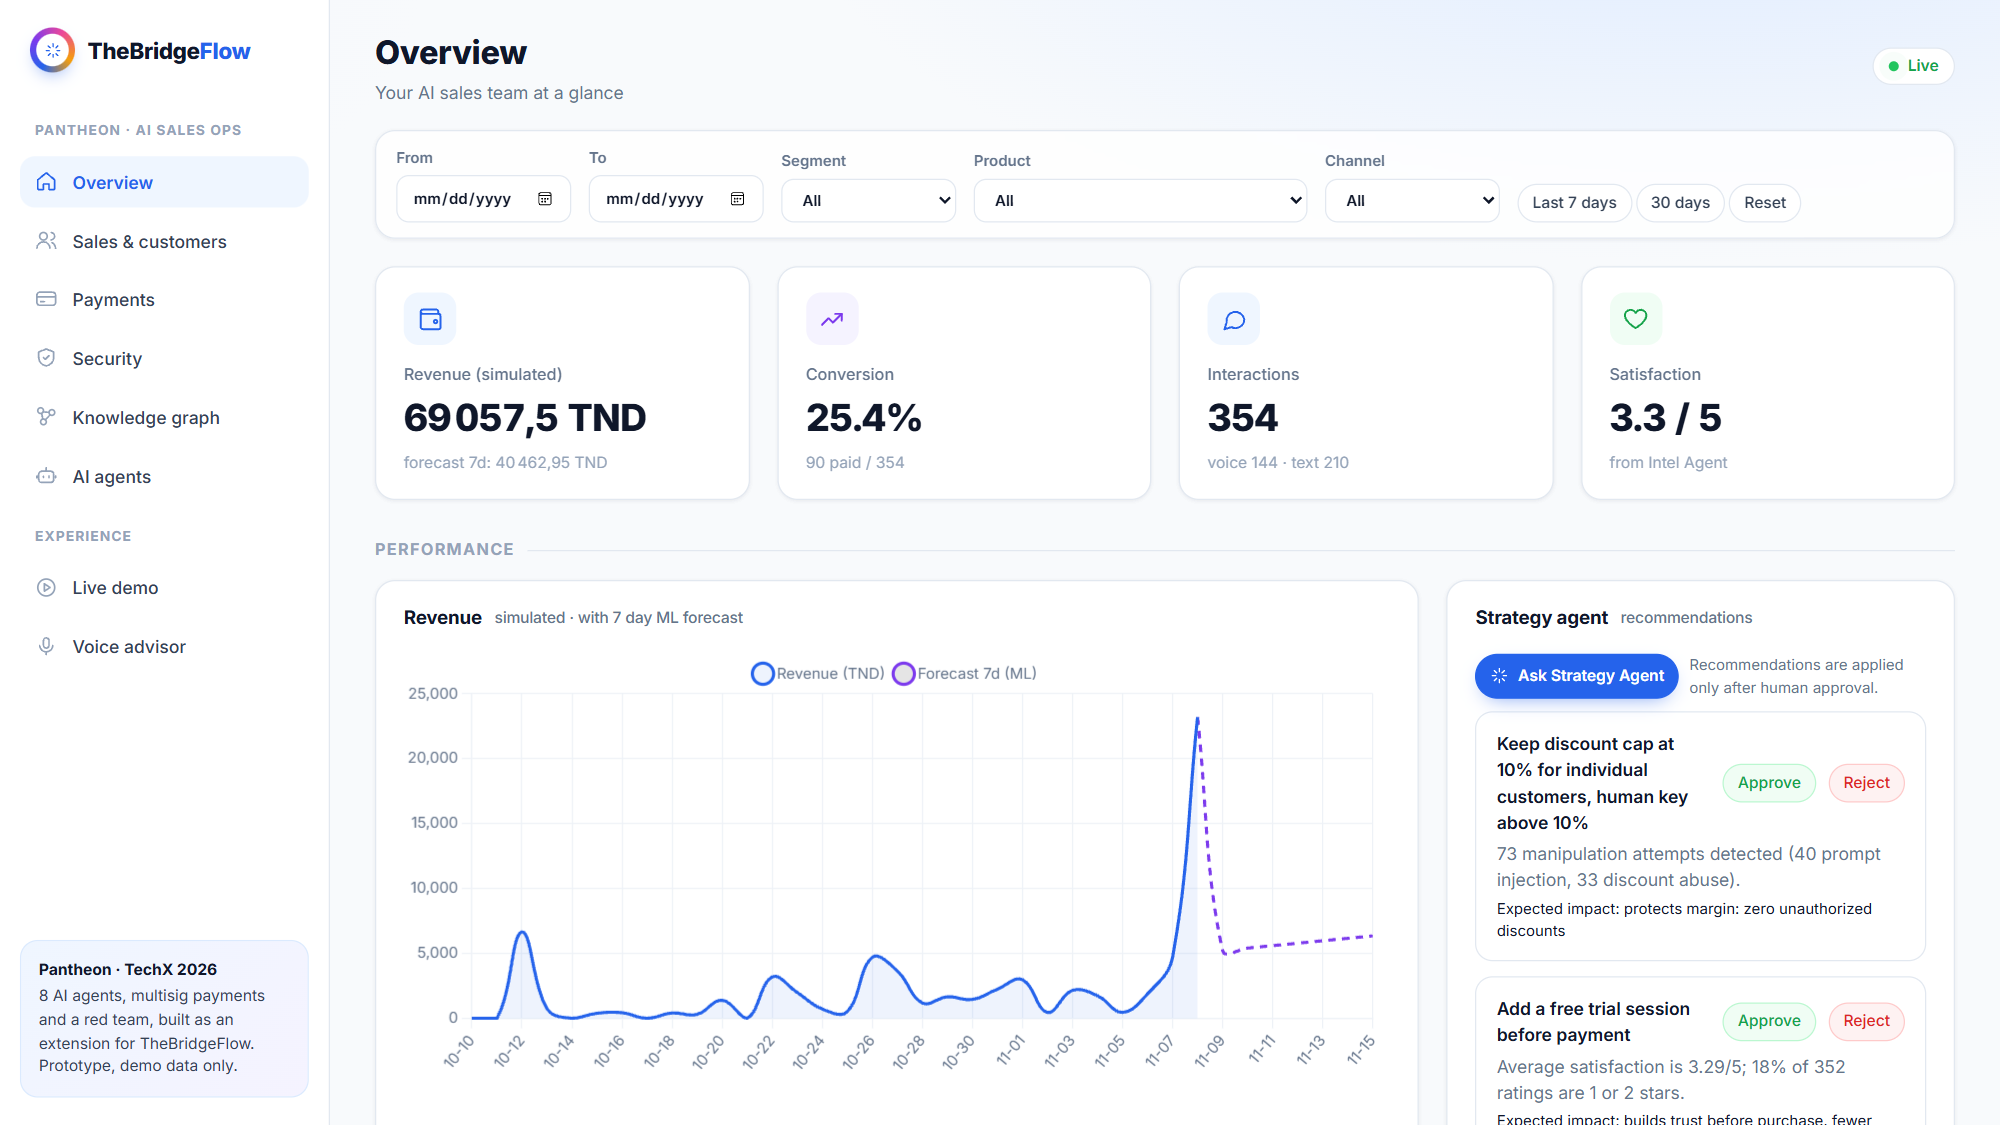 TheBridgeFlow
PANTHEON · AI SALES OPS
Overview
Sales & customers
Payments
Security
Knowledge graph
AI agents
EXPERIENCE
Live demo
Voice advisor
Pantheon · TechX 2026
8 AI agents, multisig payments
and a red team, built as an
extension for TheBridgeFlow.
Prototype, demo data only.
Overview
Your AI sales team at a glance
Live
From
To
Segment
Product
Channel
mm/dd/yyyy
mm/dd/yyyy
All
All
All
Last 7 days
30 days
Reset
Revenue (simulated)
69 057,5 TND
forecast 7d: 40 462,95 TND
Conversion
25.4%
90 paid / 354
Interactions
354
voice 144 · text 210
Satisfaction
3.3 / 5
from Intel Agent
PERFORMANCE
Revenue simulated · with 7 day ML forecast
Revenue (TND) Forecast 7d (ML)
25,000
20,000
15,000
10,000
5,000
0
10-10 10-12 10-14 10-16 10-18 10-20 10-22 10-24 10-26 10-28 10-30 11-01 11-03 11-05 11-07 11-09 11-11 11-13 11-15
Strategy agent recommendations
Ask Strategy Agent
Recommendations are applied
only after human approval.
Keep discount cap at
10% for individual
customers, human key
above 10%
Approve
Reject
73 manipulation attempts detected (40 prompt
injection, 33 discount abuse).
Expected impact: protects margin: zero unauthorized
discounts
Add a free trial session
before payment
Approve
Reject
Average satisfaction is 3.29/5; 18% of 352
ratings are 1 or 2 stars.
Expected impact: builds trust before purchase, fewer